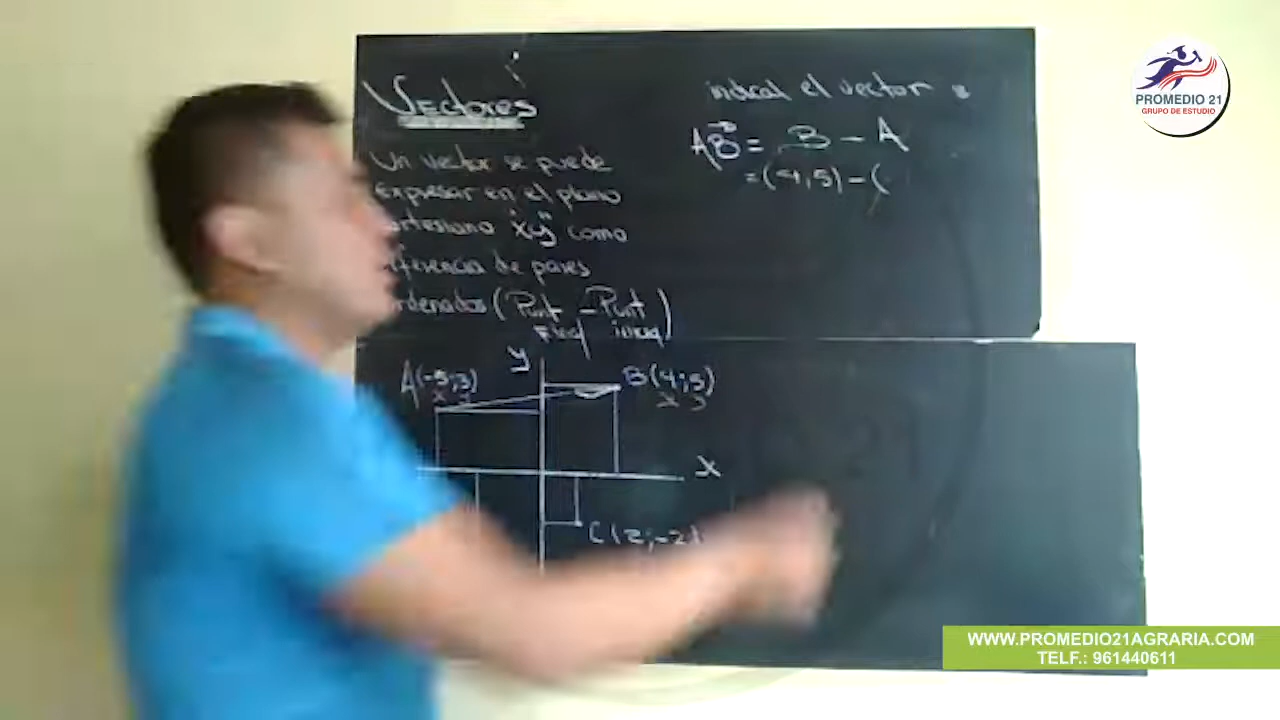 Vectores
Un vector se puede
expresar en el plano
cartesiano "xy" como
diferencia de pares
ordenados (Punt - Punt
Final inicial)
A(-5;3)
x y
y
B(4;5)
x y
x
C(2;-2)
indicar el vector :
AB = B - A
=(4,5)-(
PROMEDIO 21
GRUPO DE ESTUDIO
WWW.PROMEDIO21AGRARIA.COM
TELF.: 961440611